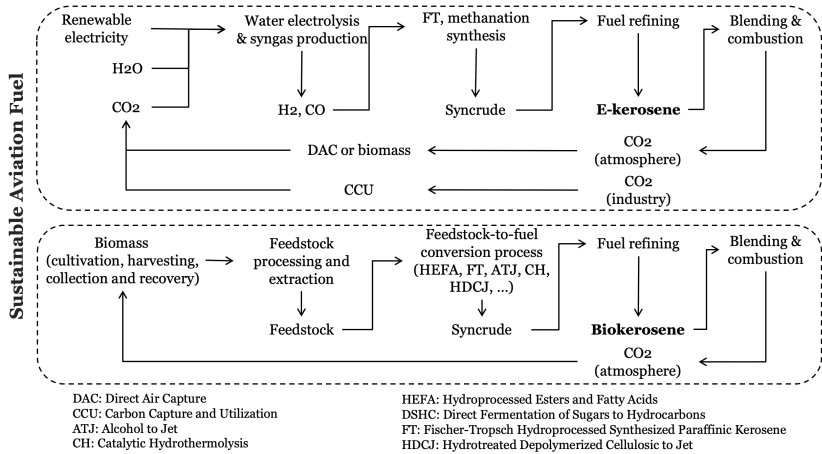 Sustainable Aviation Fuel
Renewable
electricity
H2O
CO2
Water electrolysis
& syngas production
H2, CO
FT, methanation
synthesis
Syncrude
Fuel refining
E-kerosene
Blending &
combustion
DAC or biomass
CO2
(atmosphere)
CCU
CO2
(industry)
Biomass
(cultivation, harvesting,
collection and recovery)
Feedstock
processing and
extraction
Feedstock
Feedstock-to-fuel
conversion process
(HEFA, FT, ATJ, CH,
HDCJ, ...)
Syncrude
Fuel refining
Biokerosene
Blending &
combustion
CO2
(atmosphere)
DAC: Direct Air Capture
CCU: Carbon Capture and Utilization
ATJ: Alcohol to Jet
CH: Catalytic Hydrothermolysis
HEFA: Hydroprocessed Esters and Fatty Acids
DSHC: Direct Fermentation of Sugars to Hydrocarbons
FT: Fischer-Tropsch Hydroprocessed Synthesized Paraffinic Kerosene
HDCJ: Hydrotreated Depolymerized Cellulosic to Jet